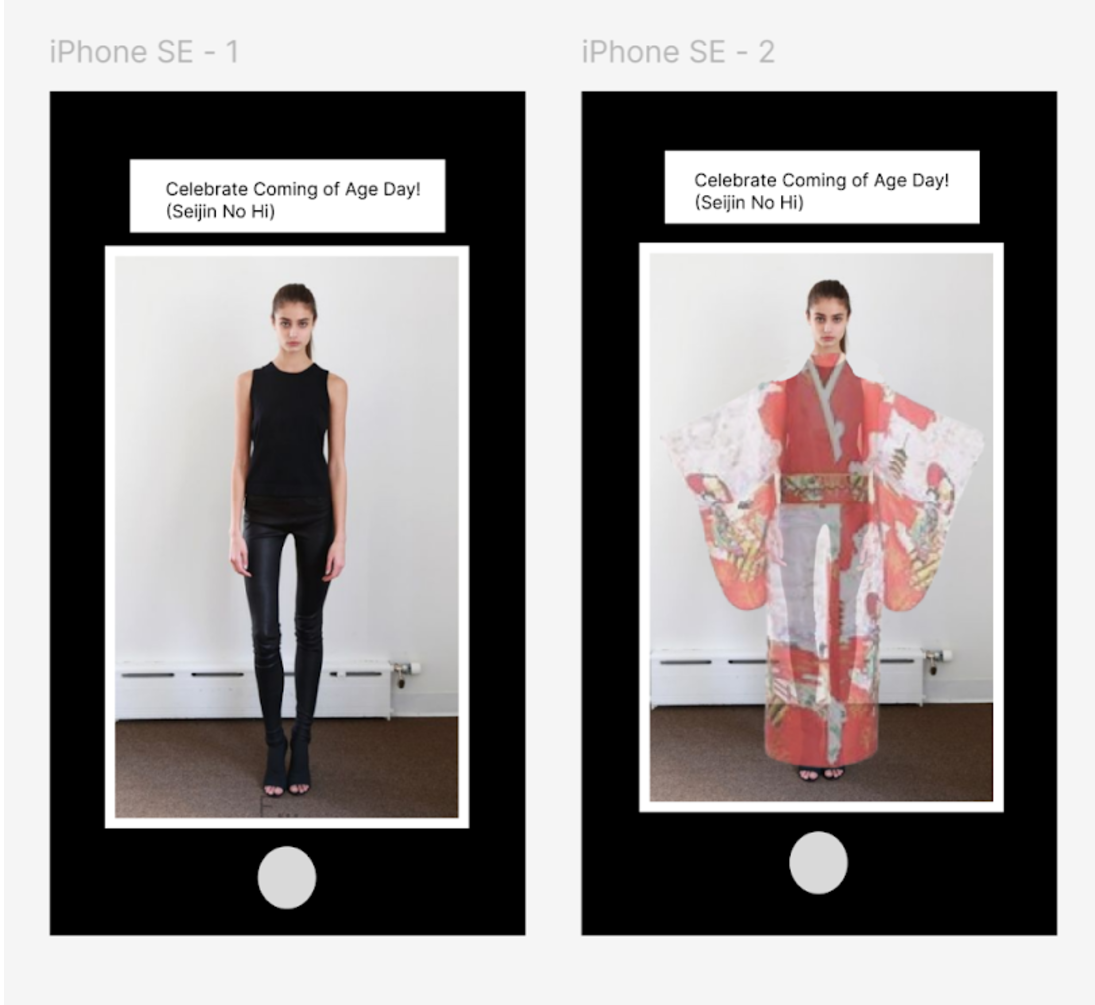 iPhone SE - 1
Celebrate Coming of Age Day!
(Seijin No Hi)
iPhone SE - 2
Celebrate Coming of Age Day!
(Seijin No Hi)